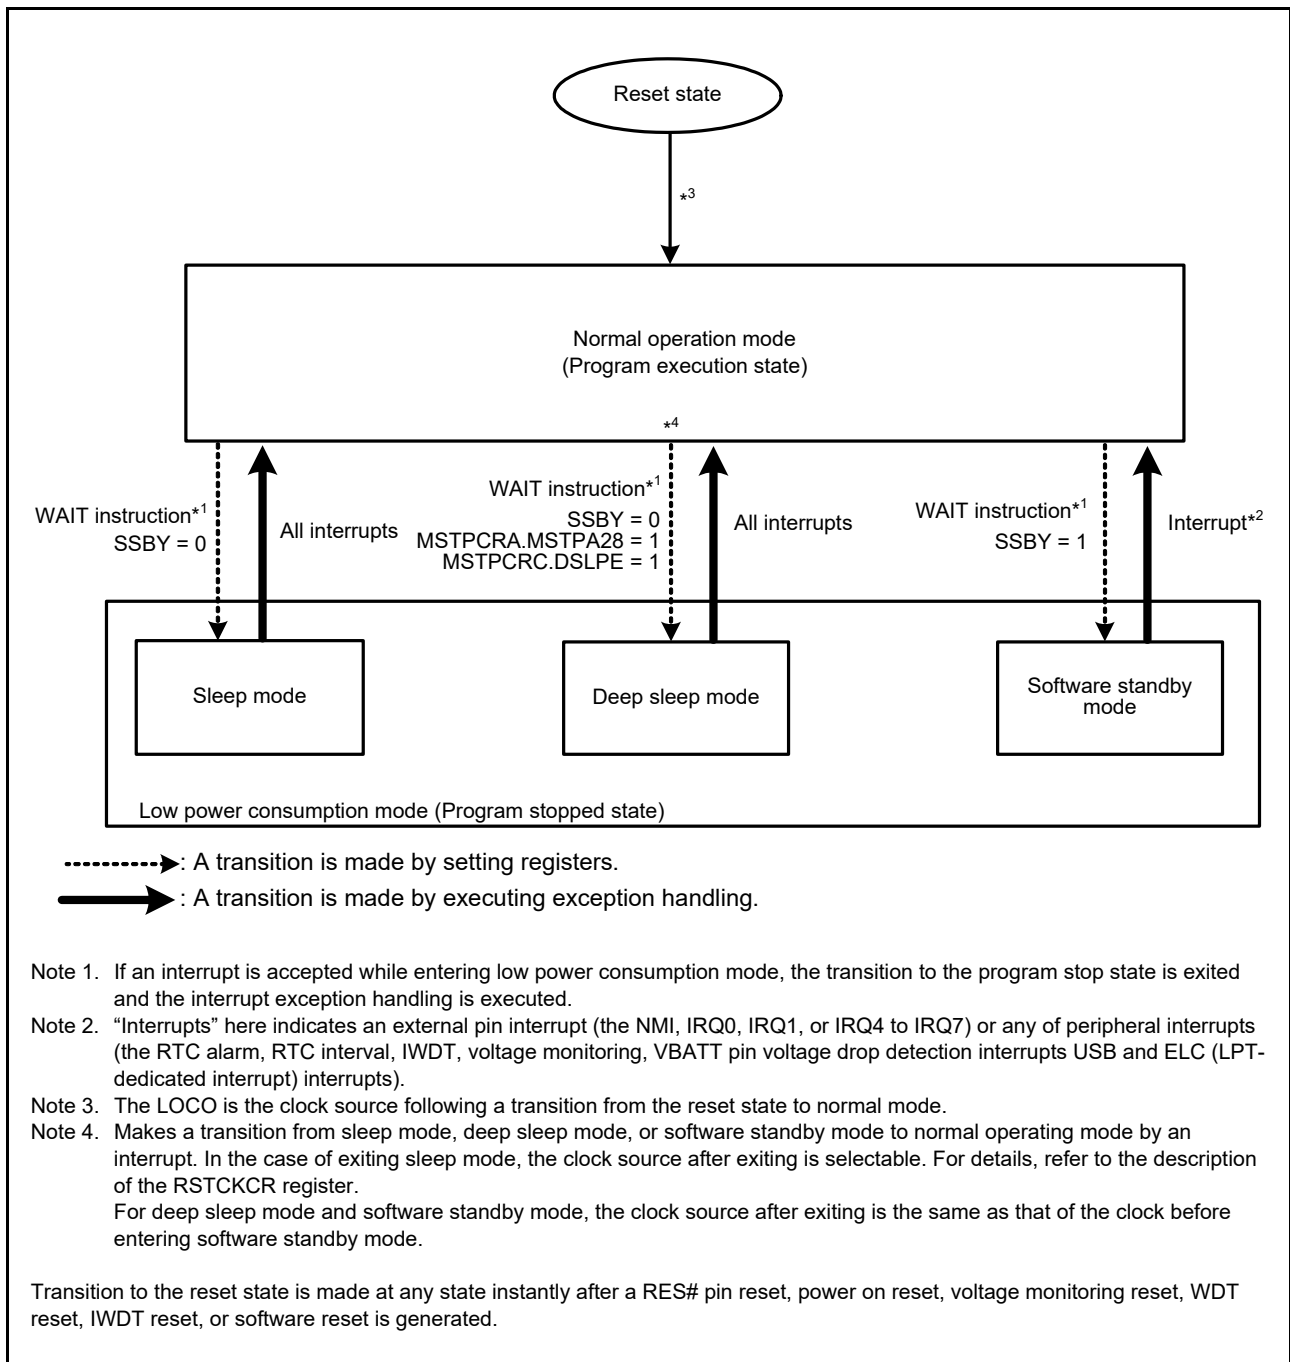 Reset state
*3
Normal operation mode
(Program execution state)
*4
WAIT instruction*1
SSBY = 0
All interrupts
WAIT instruction*1
SSBY = 0
MSTPCRA.MSTPA28 = 1
MSTPCRC.DSLPE = 1
All interrupts
WAIT instruction*1
SSBY = 1
Interrupt*2
Sleep mode
Deep sleep mode
Software standby
mode
Low power consumption mode (Program stopped state)
: A transition is made by setting registers.
: A transition is made by executing exception handling.
Note 1. If an interrupt is accepted while entering low power consumption mode, the transition to the program stop state is exited
and the interrupt exception handling is executed.
Note 2. “Interrupts” here indicates an external pin interrupt (the NMI, IRQ0, IRQ1, or IRQ4 to IRQ7) or any of peripheral interrupts
(the RTC alarm, RTC interval, IWDT, voltage monitoring, VBATT pin voltage drop detection interrupts USB and ELC (LPT-
dedicated interrupt) interrupts).
Note 3. The LOCO is the clock source following a transition from the reset state to normal mode.
Note 4. Makes a transition from sleep mode, deep sleep mode, or software standby mode to normal operating mode by an
interrupt. In the case of exiting sleep mode, the clock source after exiting is selectable. For details, refer to the description
of the RSTCKCR register.
For deep sleep mode and software standby mode, the clock source after exiting is the same as that of the clock before
entering software standby mode.
Transition to the reset state is made at any state instantly after a RES# pin reset, power on reset, voltage monitoring reset, WDT
reset, IWDT reset, or software reset is generated.